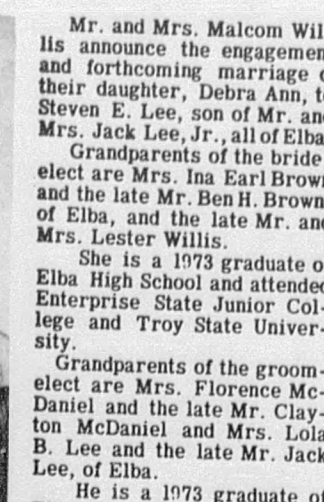 Mr. and Mrs. Malcom Wil-
lis announce the engagemen
and forthcoming marriage o
their daughter, Debra Ann, t
Steven E. Lee, son of Mr. and
Mrs. Jack Lee, Jr., all of Elba
Grandparents of the bride-
elect are Mrs. Ina Earl Brown
and the late Mr. Ben H. Brown
of Elba, and the late Mr. and
Mrs. Lester Willis.
She is a 1973 graduate o
Elba High School and attended
Enterprise State Junior Col-
lege and Troy State Univer-
sity.
Grandparents of the groom-
elect are Mrs. Florence Mc-
Daniel and the late Mr. Clay-
ton McDaniel and Mrs. Lola
B. Lee and the late Mr. Jack
Lee, of Elba.
He is a 1973 graduate of